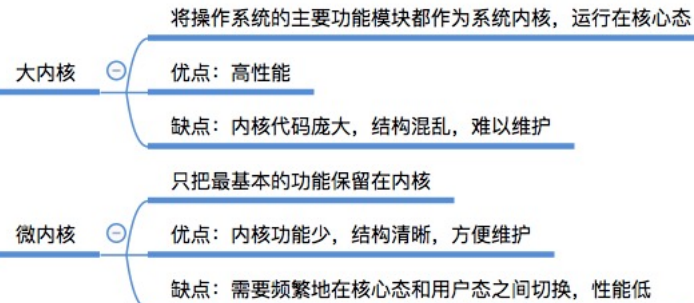 将操作系统的主要功能模块都作为系统内核，运行在核心态
大内核
优点：高性能
缺点：内核代码庞大，结构混乱，难以维护
只把最基本的功能保留在内核
微内核
优点：内核功能少，结构清晰，方便维护
缺点：需要频繁地在核心态和用户态之间切换，性能低